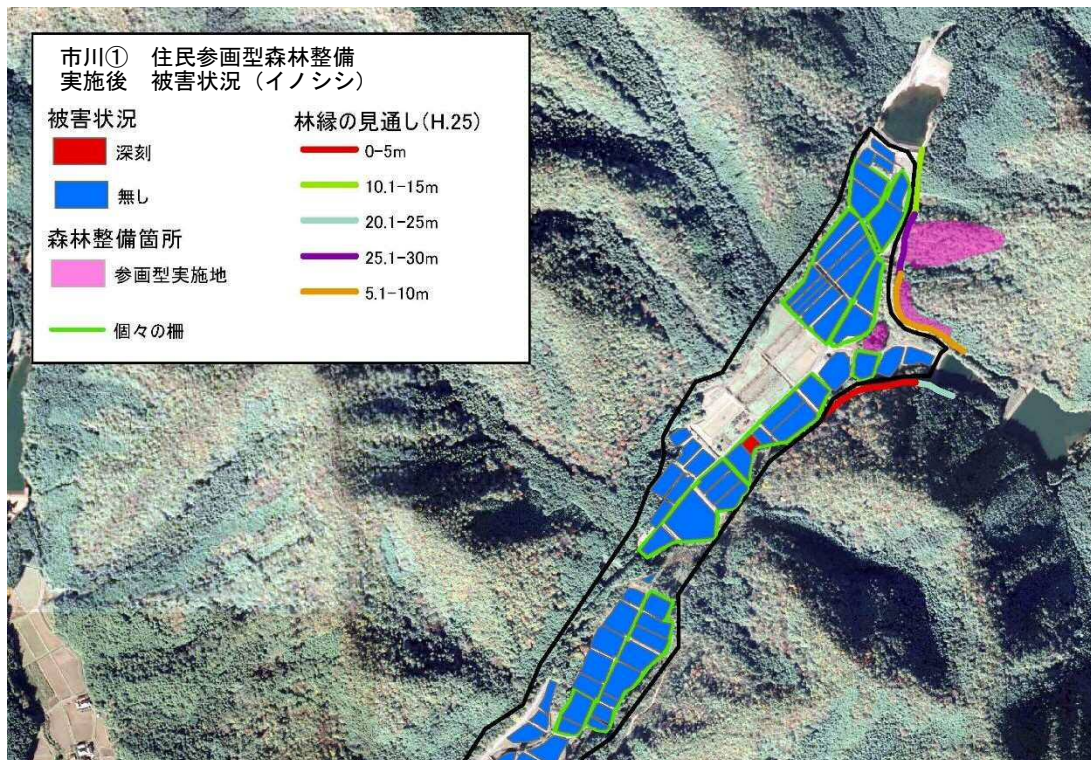 市川① 住民参画型森林整備
実施後 被害状況（イノシシ）
被害状況
深刻
無し
森林整備箇所
参画型実施地
個々の柵
林縁の見通し(H.25)
0-5m
10.1-15m
20.1-25m
25.1-30m
5.1-10m